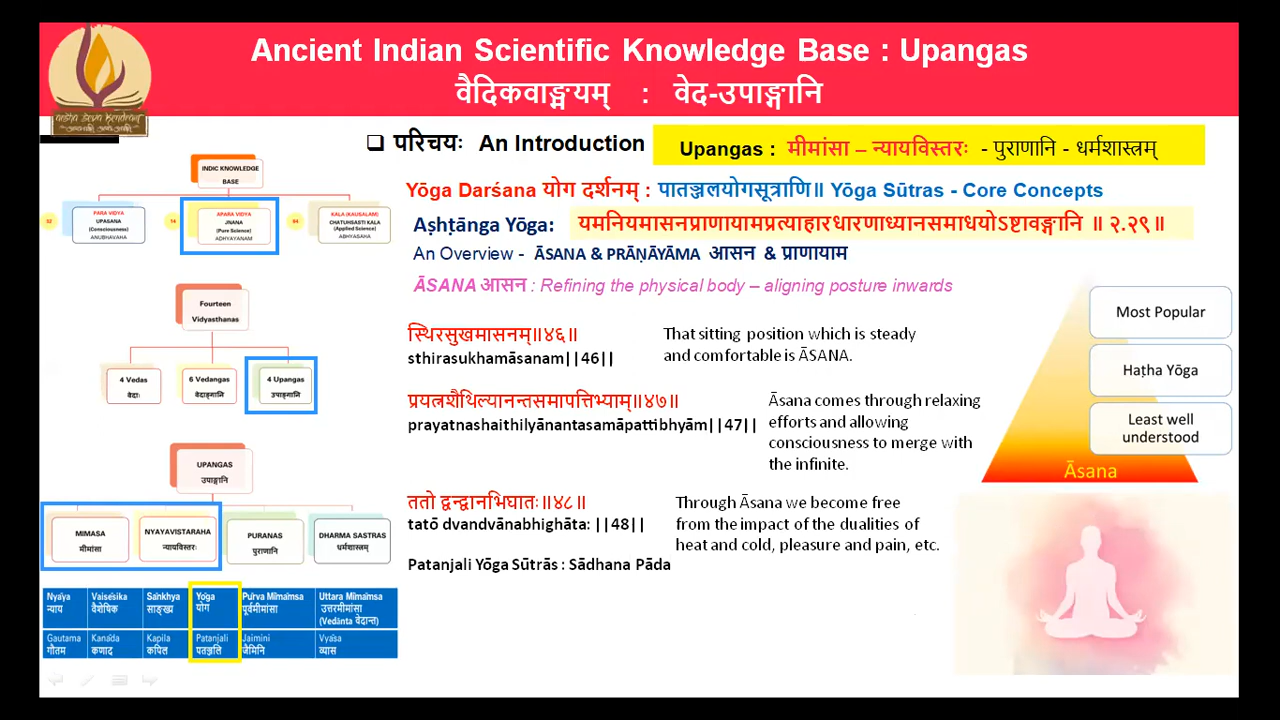 Ancient Indian Scientific Knowledge Base : Upangas
वैदिकवाङ्मयम् : वेद-उपाङ्गानि
arsha seva kendram
परिचयः An Introduction
Upangas : मीमांसा – न्यायविस्तरः - पुराणानि - धर्मशास्त्रम्
INDIC KNOWLEDGE
BASE
52
PARA VIDYA
UPASANA
(Consciousness)
ANUBHAVAHA
14
APARA VIDYA
JNANA
(Pure Science)
ADHYAYANAM
64
KALA (KAUSALAM)
CHATUHSASTI KALA
(Applied Science)
ABHYASAHA
Fourteen
Vidyasthanas
4 Vedas
वेदाः
6 Vedangas
वेदाङ्गानि
4 Upangas
उपाङ्गानि
UPANGAS
उपाङ्गानि
MIMASA
मीमांसा
NYAYAVISTARAHA
न्यायविस्तरः
PURANAS
पुराणानि
DHARMA SASTRAS
धर्मशास्त्रम्
Nyāya Vaiśeṣika Sāṅkhya Yōga Pūrva Mīmāṁsa Uttara Mīmāṁsa
न्याय वैशेषिक साङ्ख्य योग पूर्वमीमांसा उत्तरमीमांसा
(Vedānta वेदान्त)
Gautama Kanāda Kapila Patanjali Jaimini Vyāsa
गौतम कणाद कपिल पतञ्जलि जैमिनि व्यास
Yōga Darśana योग दर्शनम् : पातञ्जलयोगसूत्राणि॥ Yōga Sūtras - Core Concepts
Aṣhṭānga Yōga: यमनियमासनप्राणायामप्रत्याहारधारणाध्यानसमाधयोऽष्टावङ्गानि ॥ २.२९॥
An Overview - ĀSANA & PRĀṆĀYĀMA आसन & प्राणायाम
ĀSANA आसन : Refining the physical body – aligning posture inwards
स्थिरसुखमासनम्॥४६॥
sthirasukhamāsanam||46||
That sitting position which is steady
and comfortable is ĀSANA.
प्रयत्नशैथिल्यानन्तसमापत्तिभ्याम्॥४७॥
prayatnashaithilyānantasamāpattibhyām||47||
Āsana comes through relaxing
efforts and allowing
consciousness to merge with
the infinite.
ततो द्वन्द्वानभिघातः॥४८॥
tatō dvandvānabhighāta: ||48||
Through Āsana we become free
from the impact of the dualities of
heat and cold, pleasure and pain, etc.
Patanjali Yōga Sūtrās : Sādhana Pāda
Most Popular
Haṭha Yōga
Least well
understood
Āsana